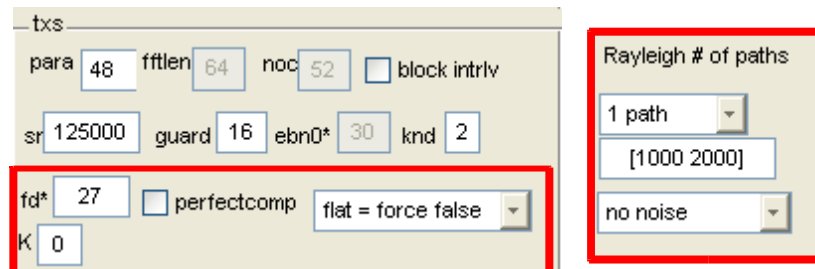 txs
para 48 fftlen 64 noc 52 block intrlv
sr 125000 guard 16 ebn0* 30 knd 2
fd* 27 perfectcomp flat = force false
K 0
Rayleigh # of paths
1 path
[1000 2000]
no noise